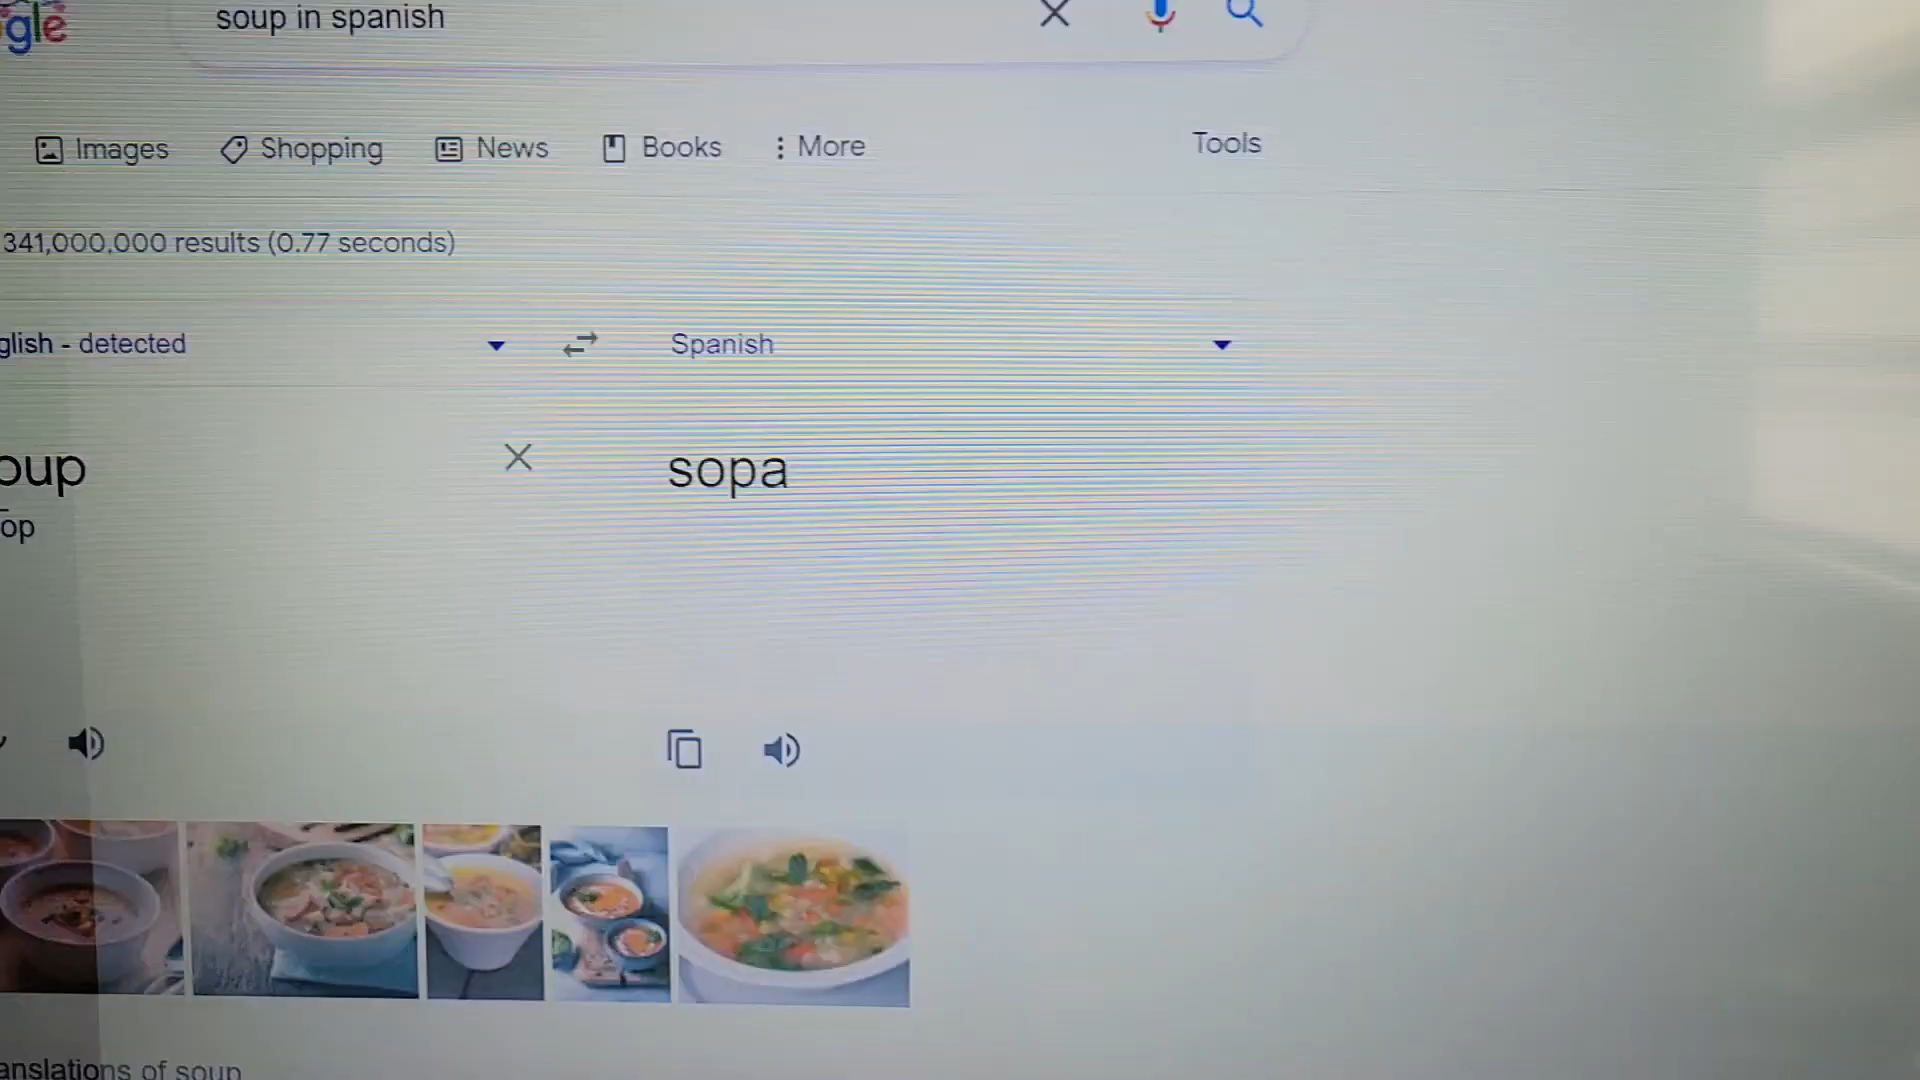 gle
soup in spanish
Images Shopping News Books More Tools
341,000,000 results (0.77 seconds)
glish - detected Spanish
oup sopa
op
anslations of soup